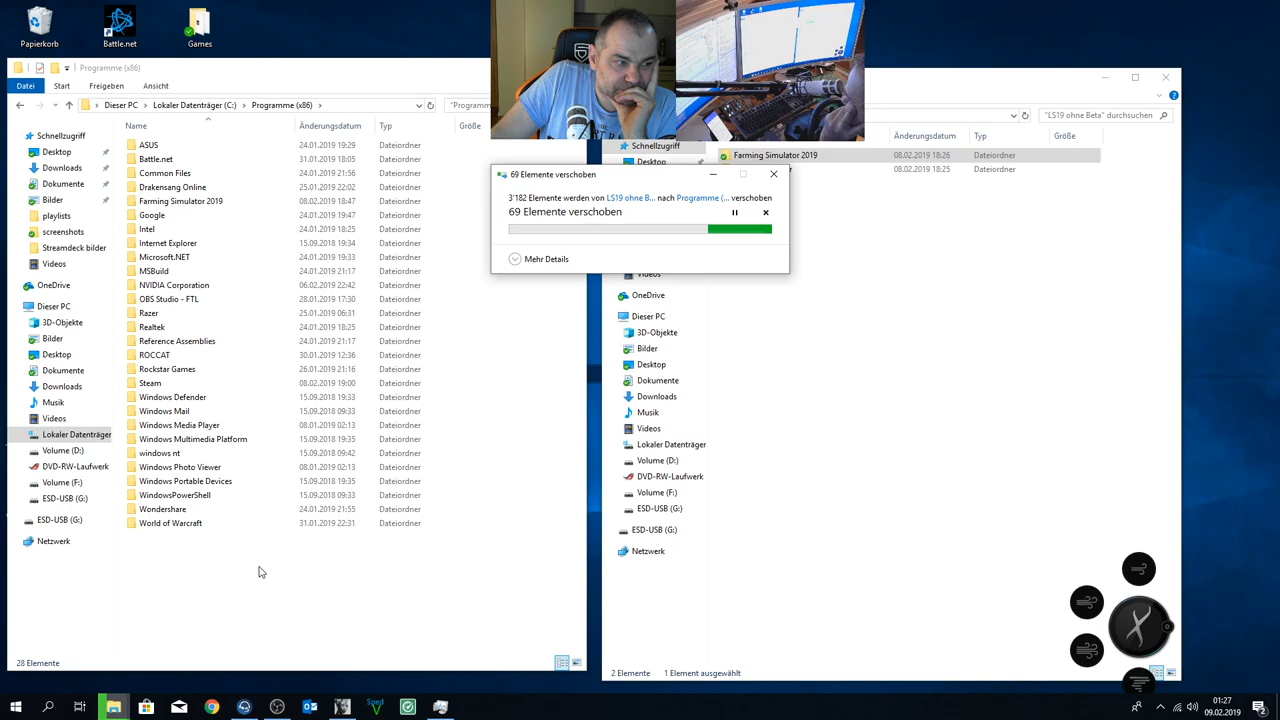 Papierkorb
Battle.net
Games
Programme (x86)
Datei
Start
Freigeben
Ansicht
Dieser PC
Lokaler Datenträger (C:)
Programme (x86)
"Programm
Name
Änderungsdatum
Typ
Größe
Schnellzugriff
Desktop
Downloads
Dokumente
Bilder
playlists
screenshots
Streamdeck bilder
Videos
OneDrive
Dieser PC
3D-Objekte
Bilder
Desktop
Dokumente
Downloads
Musik
Videos
Lokaler Datenträger
Volume (D:)
DVD-RW-Laufwerk
Volume (F:)
ESD-USB (G:)
ESD-USB (G:)
Netzwerk
ASUS 24.01.2019 19:29 Dateiordner
Battle.net 31.01.2019 18:05 Dateiordner
Common Files 24.01.2019 21:56 Dateiordner
Drakensang Online 25.01.2019 22:02 Dateiordner
Farming Simulator 2019 08.02.2019 18:47 Dateiordner
Google 24.01.2019 19:47 Dateiordner
Intel 24.01.2019 18:25 Dateiordner
Internet Explorer 15.09.2018 19:34 Dateiordner
Microsoft.NET 24.01.2019 21:15 Dateiordner
MSBuild 24.01.2019 21:17 Dateiordner
NVIDIA Corporation 06.02.2019 22:42 Dateiordner
OBS Studio - FTL 28.01.2019 17:30 Dateiordner
Razer 25.01.2019 06:31 Dateiordner
Realtek 24.01.2019 18:25 Dateiordner
Reference Assemblies 24.01.2019 21:17 Dateiordner
ROCCAT 30.01.2019 12:36 Dateiordner
Rockstar Games 26.01.2019 21:16 Dateiordner
Steam 08.02.2019 19:00 Dateiordner
Windows Defender 15.09.2018 19:33 Dateiordner
Windows Mail 15.09.2018 09:33 Dateiordner
Windows Media Player 08.01.2019 02:13 Dateiordner
Windows Multimedia Platform 15.09.2018 19:35 Dateiordner
windows nt 15.09.2018 09:42 Dateiordner
Windows Photo Viewer 08.01.2019 02:13 Dateiordner
Windows Portable Devices 15.09.2018 19:35 Dateiordner
WindowsPowerShell 15.09.2018 09:33 Dateiordner
Wondershare 24.01.2019 21:55 Dateiordner
World of Warcraft 31.01.2019 22:31 Dateiordner
28 Elemente
69 Elemente verschoben
3'182 Elemente werden von LS19 ohne B... nach Programme (... verschoben
69 Elemente verschoben
Mehr Details
"LS19 ohne Beta" durchsuchen
Änderungsdatum
Typ
Größe
Farming Simulator 2019 08.02.2019 18:26 Dateiordner
08.02.2019 18:25 Dateiordner
Schnellzugriff
Desktop
Videos
OneDrive
Dieser PC
3D-Objekte
Bilder
Desktop
Dokumente
Downloads
Musik
Videos
Lokaler Datenträger
Volume (D:)
DVD-RW-Laufwerk
Volume (F:)
ESD-USB (G:)
ESD-USB (G:)
Netzwerk
2 Elemente
1 Element ausgewählt
Sped
V
01:27
09.02.2019
2